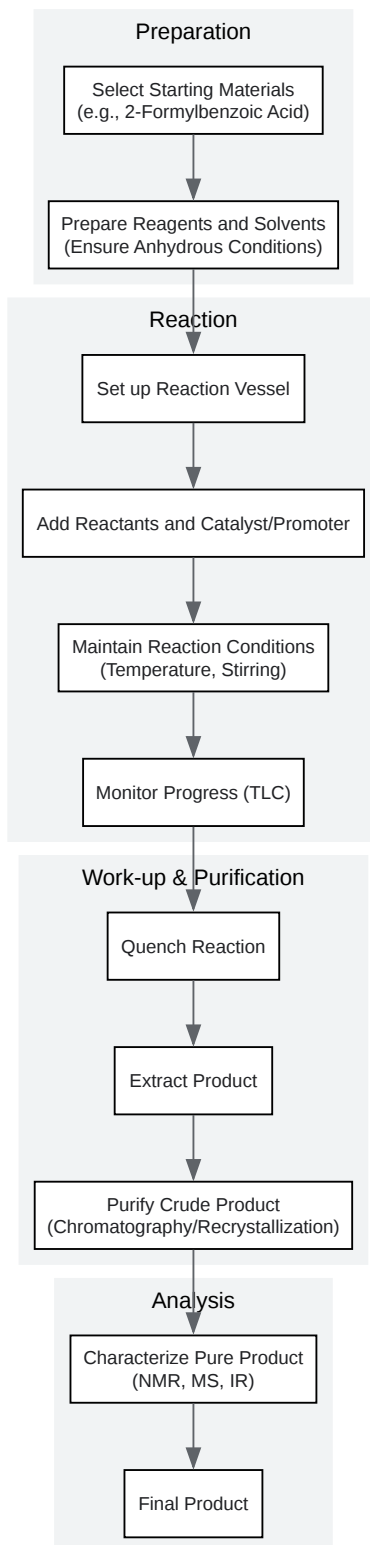 Preparation
Select Starting Materials
(e.g., 2-Formylbenzoic Acid)
Prepare Reagents and Solvents
(Ensure Anhydrous Conditions)
Reaction
Set up Reaction Vessel
Add Reactants and Catalyst/Promoter
Maintain Reaction Conditions
(Temperature, Stirring)
Monitor Progress (TLC)
Work-up & Purification
Quench Reaction
Extract Product
Purify Crude Product
(Chromatography/Recrystallization)
Analysis
Characterize Pure Product
(NMR, MS, IR)
Final Product